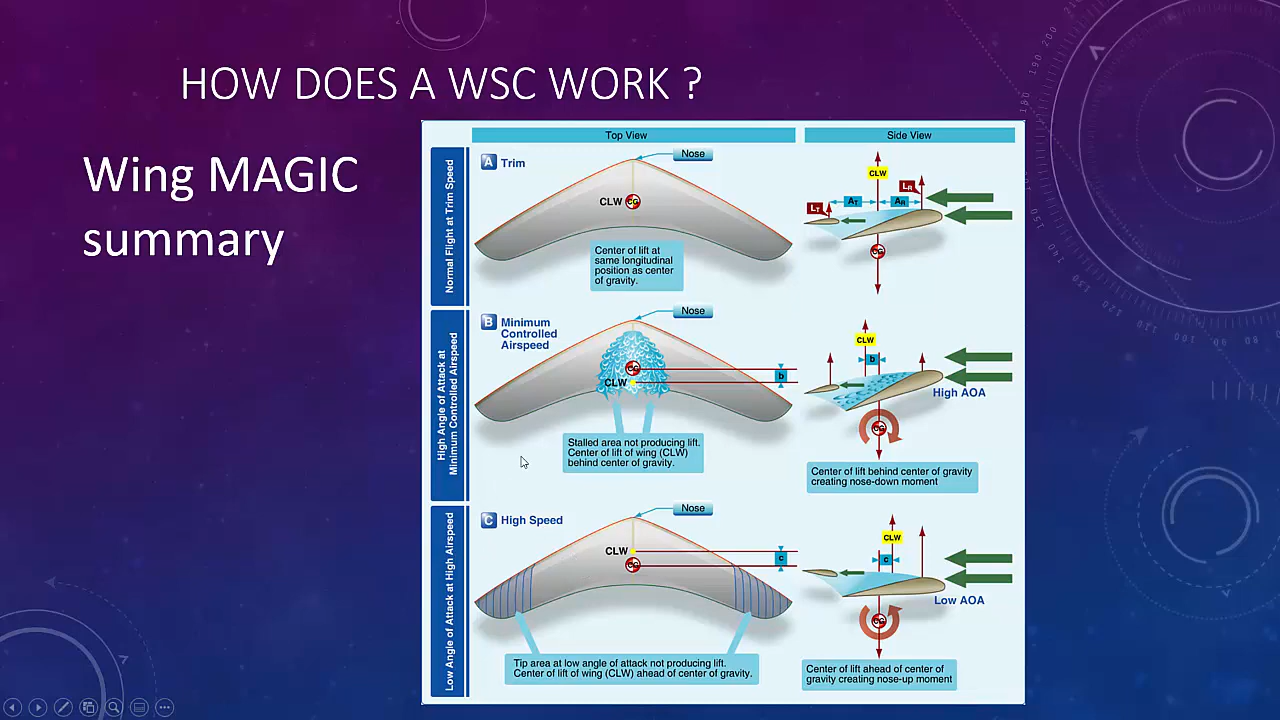 HOW DOES A WSC WORK ?
Wing MAGIC
summary
Top View
Side View
Normal Flight at Trim Speed
A Trim
Nose
CLW CG
Center of lift at
same longitudinal
position as center
of gravity.
CLW
LR
LT
AT
AR
CG
High Angle of Attack at
Minimum Controlled Airspeed
B Minimum
Controlled
Airspeed
Nose
CG
CLW
b
Stalled area not producing lift.
Center of lift of wing (CLW)
behind center of gravity.
CLW
b
High AOA
CG
Center of lift behind center of gravity
creating nose-down moment
Low Angle of Attack at High Airspeed
C High Speed
Nose
CLW
CG
c
Tip area at low angle of attack not producing lift.
Center of lift of wing (CLW) ahead of center of gravity.
CLW
c
Low AOA
CG
Center of lift ahead of center of
gravity creating nose-up moment